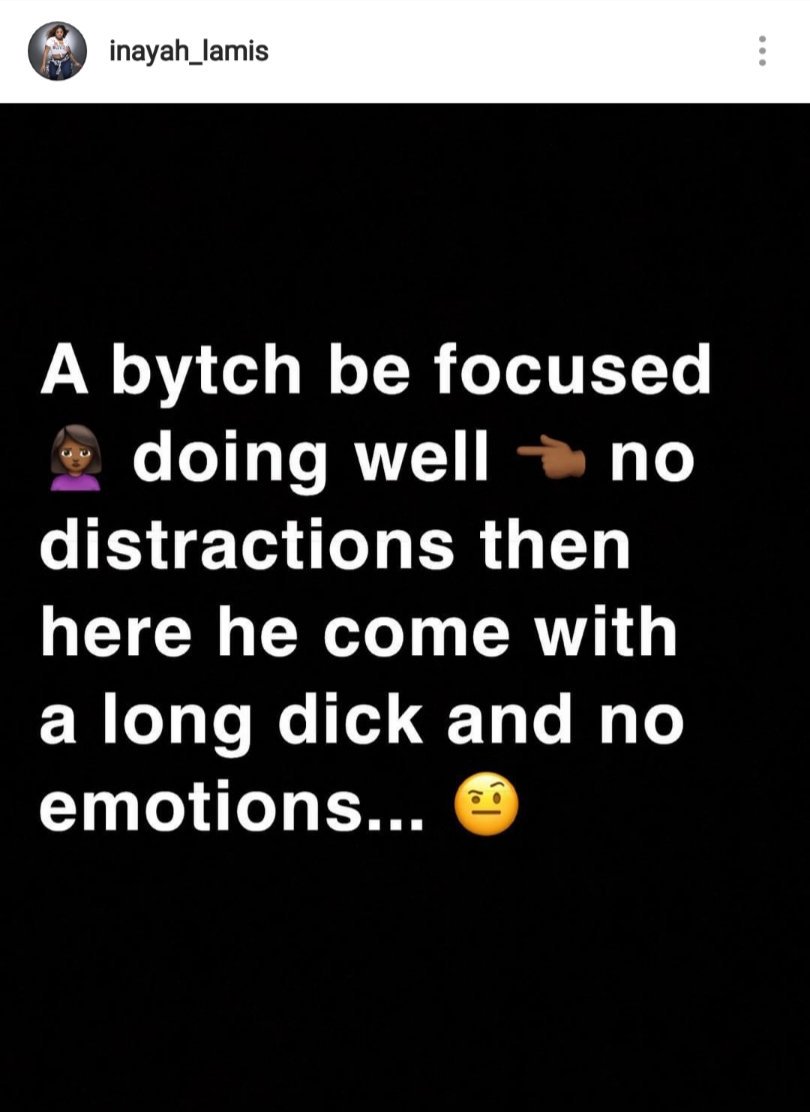 inayah_lamis
A bytch be focused
🙍🏾‍♀️ doing well 👈🏾 no
distractions then
here he come with
a long dick and no
emotions... 🤨